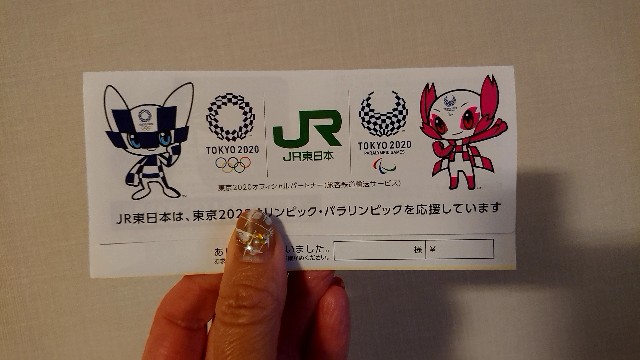 TOKYO 2020
JR
JR東日本
TOKYO 2020
PARALYMPIC GAMES
東京2020オフィシャルパートナー(旅客鉄道輸送サービス)
JR東日本は、東京202 オリンピック・パラリンピックを応援しています
あ いました。
様 ¥